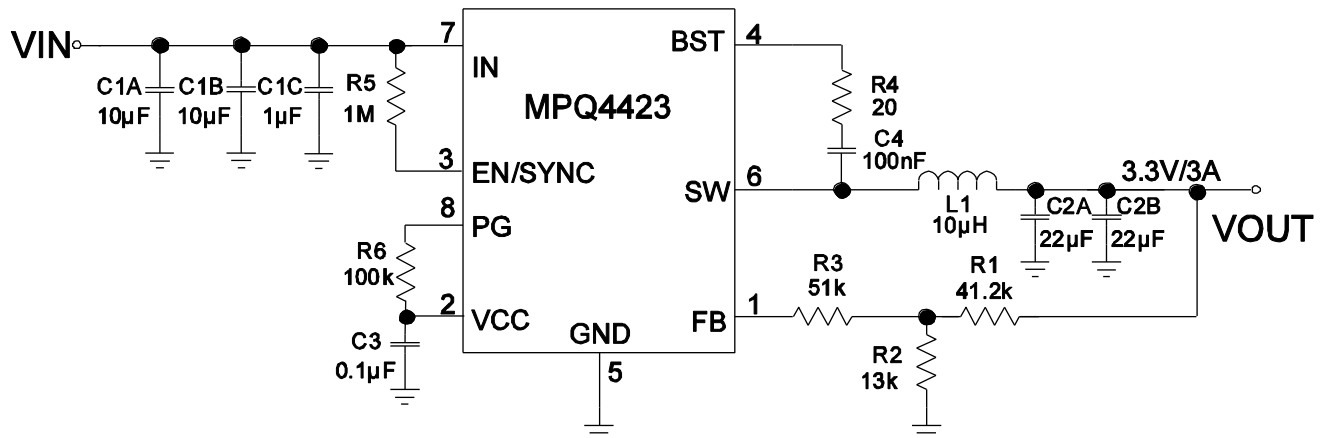 VIN
C1A
10µF
C1B
10µF
C1C
1µF
R5
1M
7
IN
3
EN/SYNC
8
PG
R6
100k
2
VCC
C3
0.1µF
MPQ4423
GND
5
BST
4
R4
20
C4
100nF
SW
6
L1
10µH
3.3V/3A
C2A
22µF
C2B
22µF
VOUT
FB
1
R3
51k
R1
41.2k
R2
13k